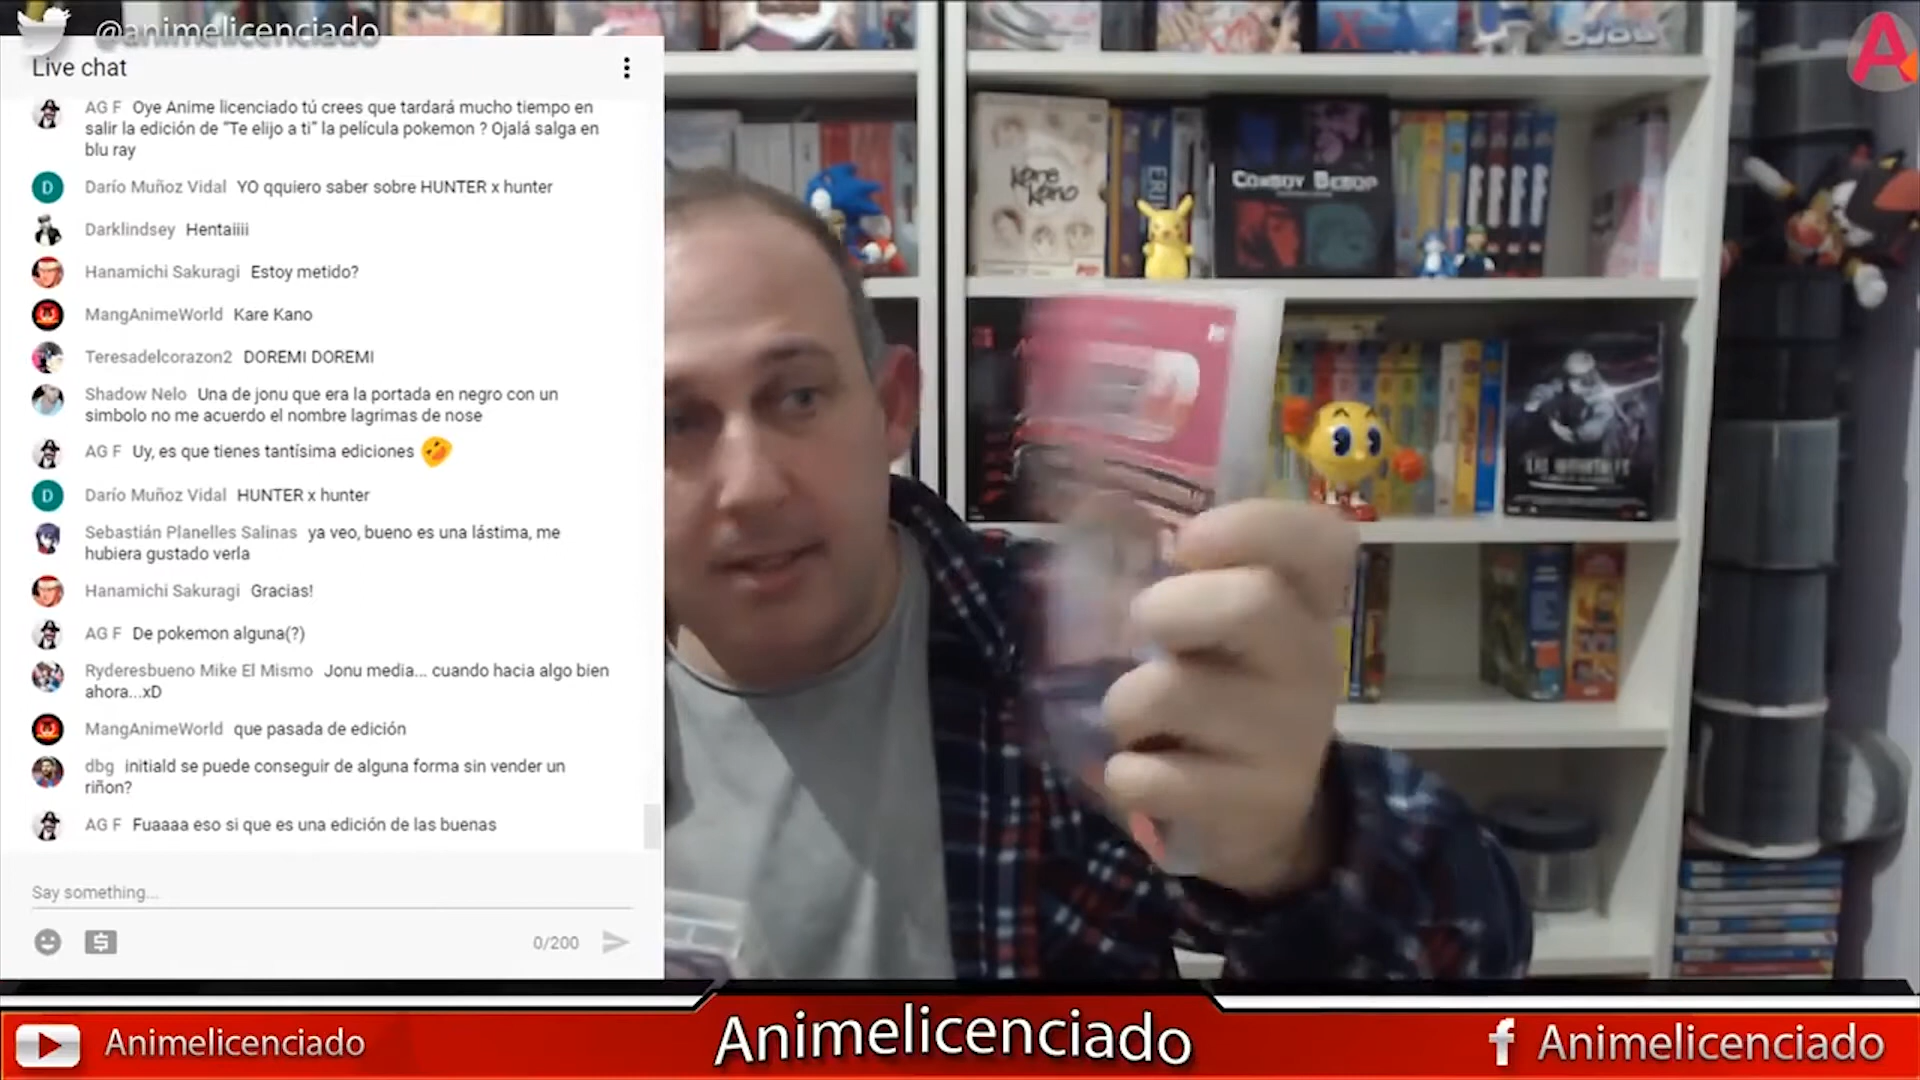 @animelicenciado
Live chat
AG F Oye Anime licenciado tú crees que tardará mucho tiempo en
salir la edición de "Te elijo a ti" la película pokemon ? Ojalá salga en
blu ray
Darío Muñoz Vidal YO qquiero saber sobre HUNTER x hunter
Darklindsey Hentaiiii
Hanamichi Sakuragi Estoy metido?
MangAnimeWorld Kare Kano
Teresadelcorazon2 DOREMI DOREMI
Shadow Nelo Una de jonu que era la portada en negro con un
simbolo no me acuerdo el nombre lagrimas de nose
AG F Uy, es que tienes tantísima ediciones
Darío Muñoz Vidal HUNTER x hunter
Sebastián Planelles Salinas ya veo, bueno es una lástima, me
hubiera gustado verla
Hanamichi Sakuragi Gracias!
AG F De pokemon alguna(?)
Ryderesbueno Mike El Mismo Jonu media... cuando hacia algo bien
ahora...xD
MangAnimeWorld que pasada de edición
dbg initiald se puede conseguir de alguna forma sin vender un
riñon?
AG F Fuaaaa eso si que es una edición de las buenas
Say something...
0/200
Kare
Kano
COWBOY BEBOP
A
Animelicenciado
Animelicenciado
Animelicenciado